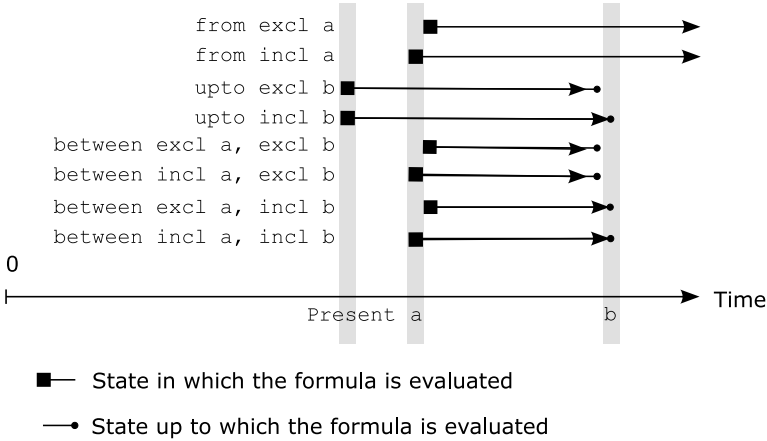 from excl a
from incl a
upto excl b
upto incl b
between excl a, excl b
between incl a, excl b
between excl a, incl b
between incl a, incl b
0
Time
Present a b
State in which the formula is evaluated
State up to which the formula is evaluated